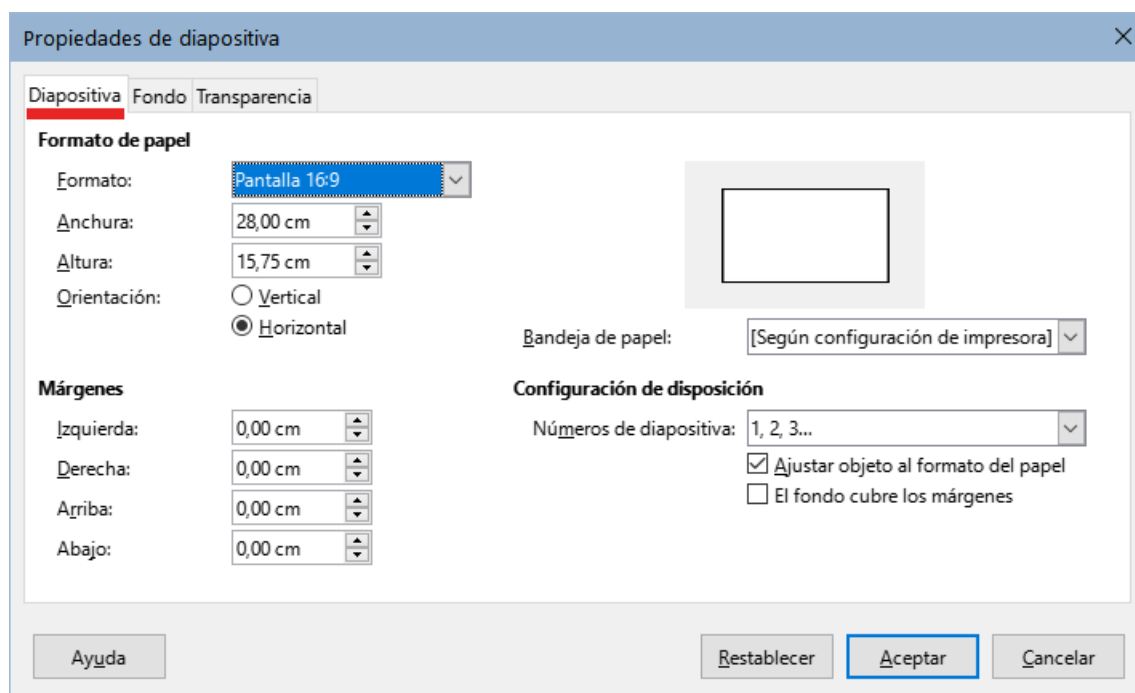 Propiedades de diapositiva
Diapositiva Fondo Transparencia
Formato de papel
Formato: Pantalla 16:9
Anchura: 28,00 cm
Altura: 15,75 cm
Orientación: Vertical
Horizontal
Bandeja de papel: [Según configuración de impresora]
Márgenes
Izquierda: 0,00 cm
Derecha: 0,00 cm
Arriba: 0,00 cm
Abajo: 0,00 cm
Configuración de disposición
Números de diapositiva: 1, 2, 3...
Ajustar objeto al formato del papel
El fondo cubre los márgenes
Ayuda Restablecer Aceptar Cancelar